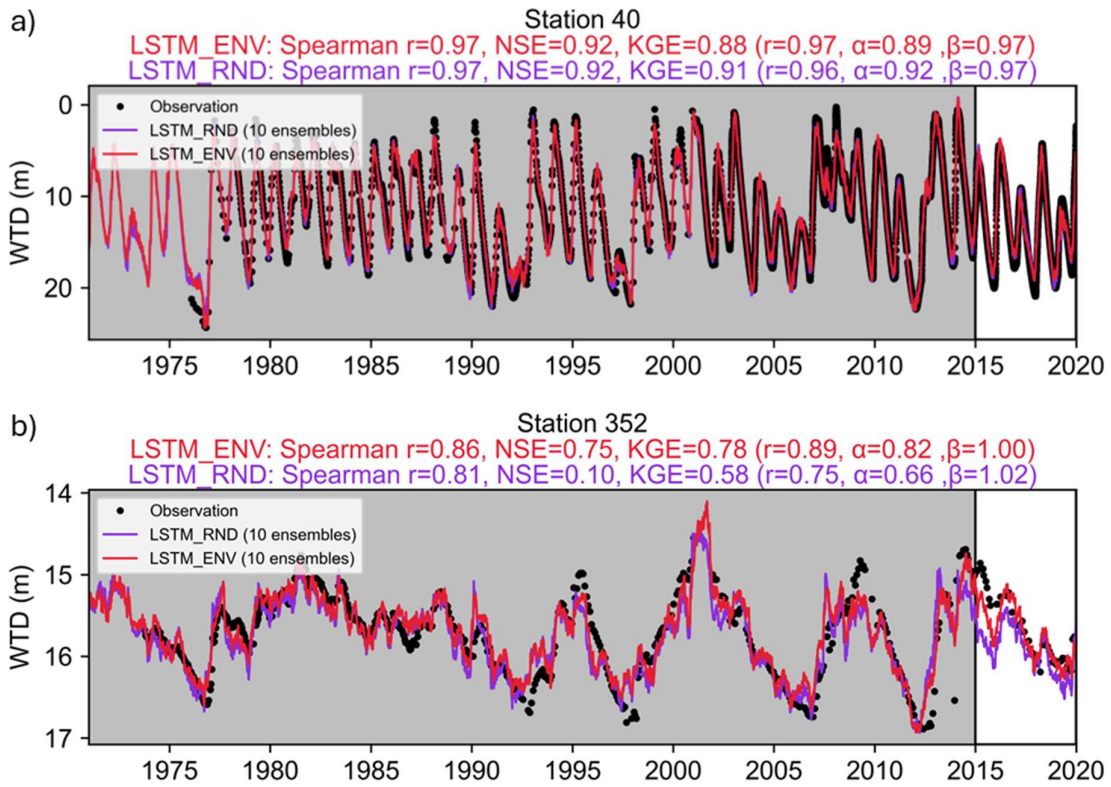 a)
Station 40
LSTM_ENV: Spearman r=0.97, NSE=0.92, KGE=0.88 (r=0.97, α=0.89 ,β=0.97)
LSTM_RND: Spearman r=0.97, NSE=0.92, KGE=0.91 (r=0.96, α=0.92 ,β=0.97)
Observation
LSTM_RND (10 ensembles)
LSTM_ENV (10 ensembles)
WTD (m)
0
10
20
1975 1980 1985 1990 1995 2000 2005 2010 2015 2020
b)
Station 352
LSTM_ENV: Spearman r=0.86, NSE=0.75, KGE=0.78 (r=0.89, α=0.82 ,β=1.00)
LSTM_RND: Spearman r=0.81, NSE=0.10, KGE=0.58 (r=0.75, α=0.66 ,β=1.02)
Observation
LSTM_RND (10 ensembles)
LSTM_ENV (10 ensembles)
WTD (m)
14
15
16
17
1975 1980 1985 1990 1995 2000 2005 2010 2015 2020